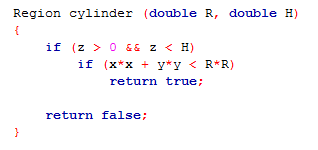 Region cylinder (double R, double H)
{
    if (z > 0 && z < H)
        if (x*x + y*y < R*R)
            return true;

    return false;
}